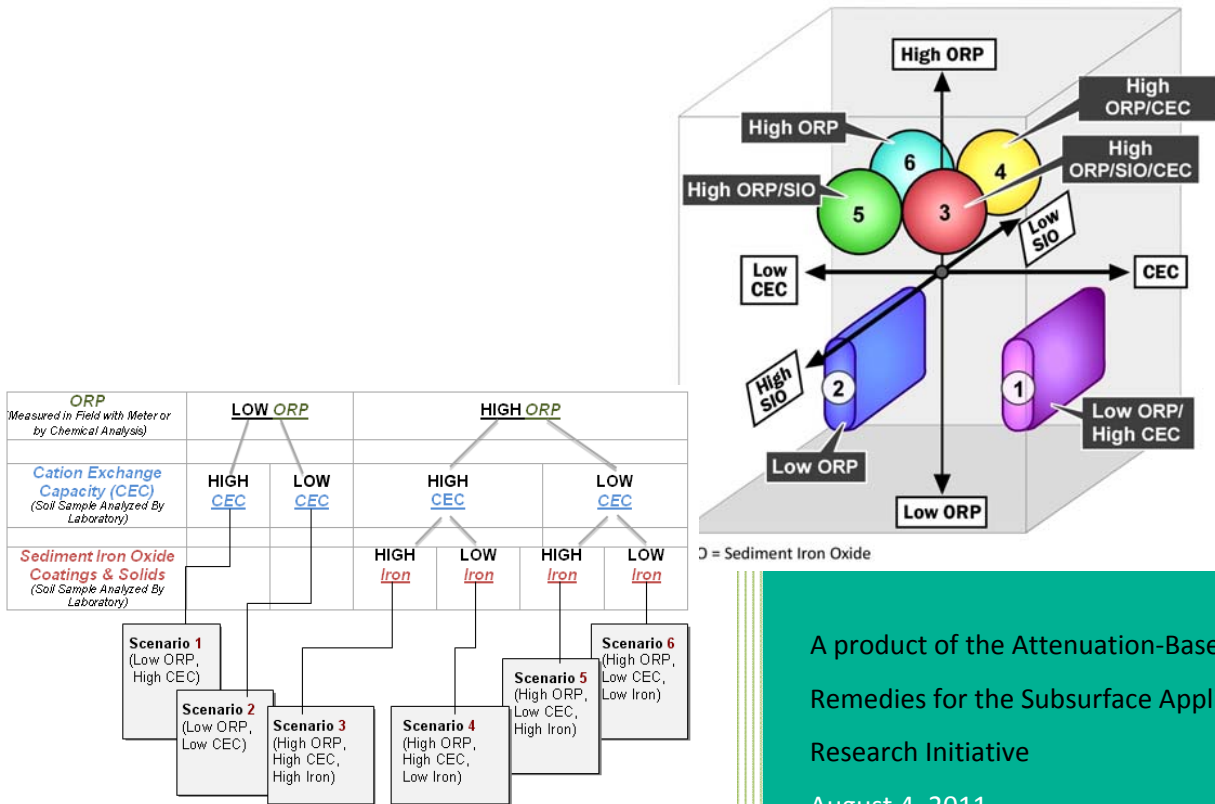 High ORP
High
ORP/CEC
High ORP
High
ORP/SIO/CEC
High ORP/SIO
6
4
5
3
Low
SIO
Low
CEC
CEC
High
SIO
2
1
Low ORP/
High CEC
Low ORP
Low ORP
O = Sediment Iron Oxide
ORP
Measured in Field with Meter or
by Chemical Analysis)
LOW ORP
HIGH ORP
Cation Exchange
Capacity (CEC)
(Soil Sample Analyzed By
Laboratory)
HIGH
CEC
LOW
CEC
HIGH
CEC
LOW
CEC
Sediment Iron Oxide
Coatings & Solids
(Soil Sample Analyzed By
Laboratory)
HIGH
Iron
LOW
Iron
HIGH
Iron
LOW
Iron
Scenario 1
(Low ORP,
High CEC)
Scenario 2
(Low ORP,
Low CEC)
Scenario 3
(High ORP,
High CEC,
High Iron)
Scenario 4
(High ORP,
High CEC,
Low Iron)
Scenario 5
(High ORP,
Low CEC,
High Iron)
Scenario 6
(High ORP,
Low CEC,
Low Iron)
A product of the Attenuation-Base
Remedies for the Subsurface Appl
Research Initiative
August 4, 2011